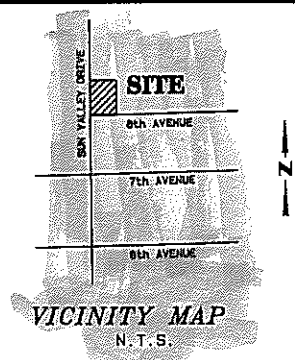 SUN VALLEY DRIVE
SITE
8th AVENUE
7th AVENUE
N
6th AVENUE
VICINITY MAP
N.T.S.